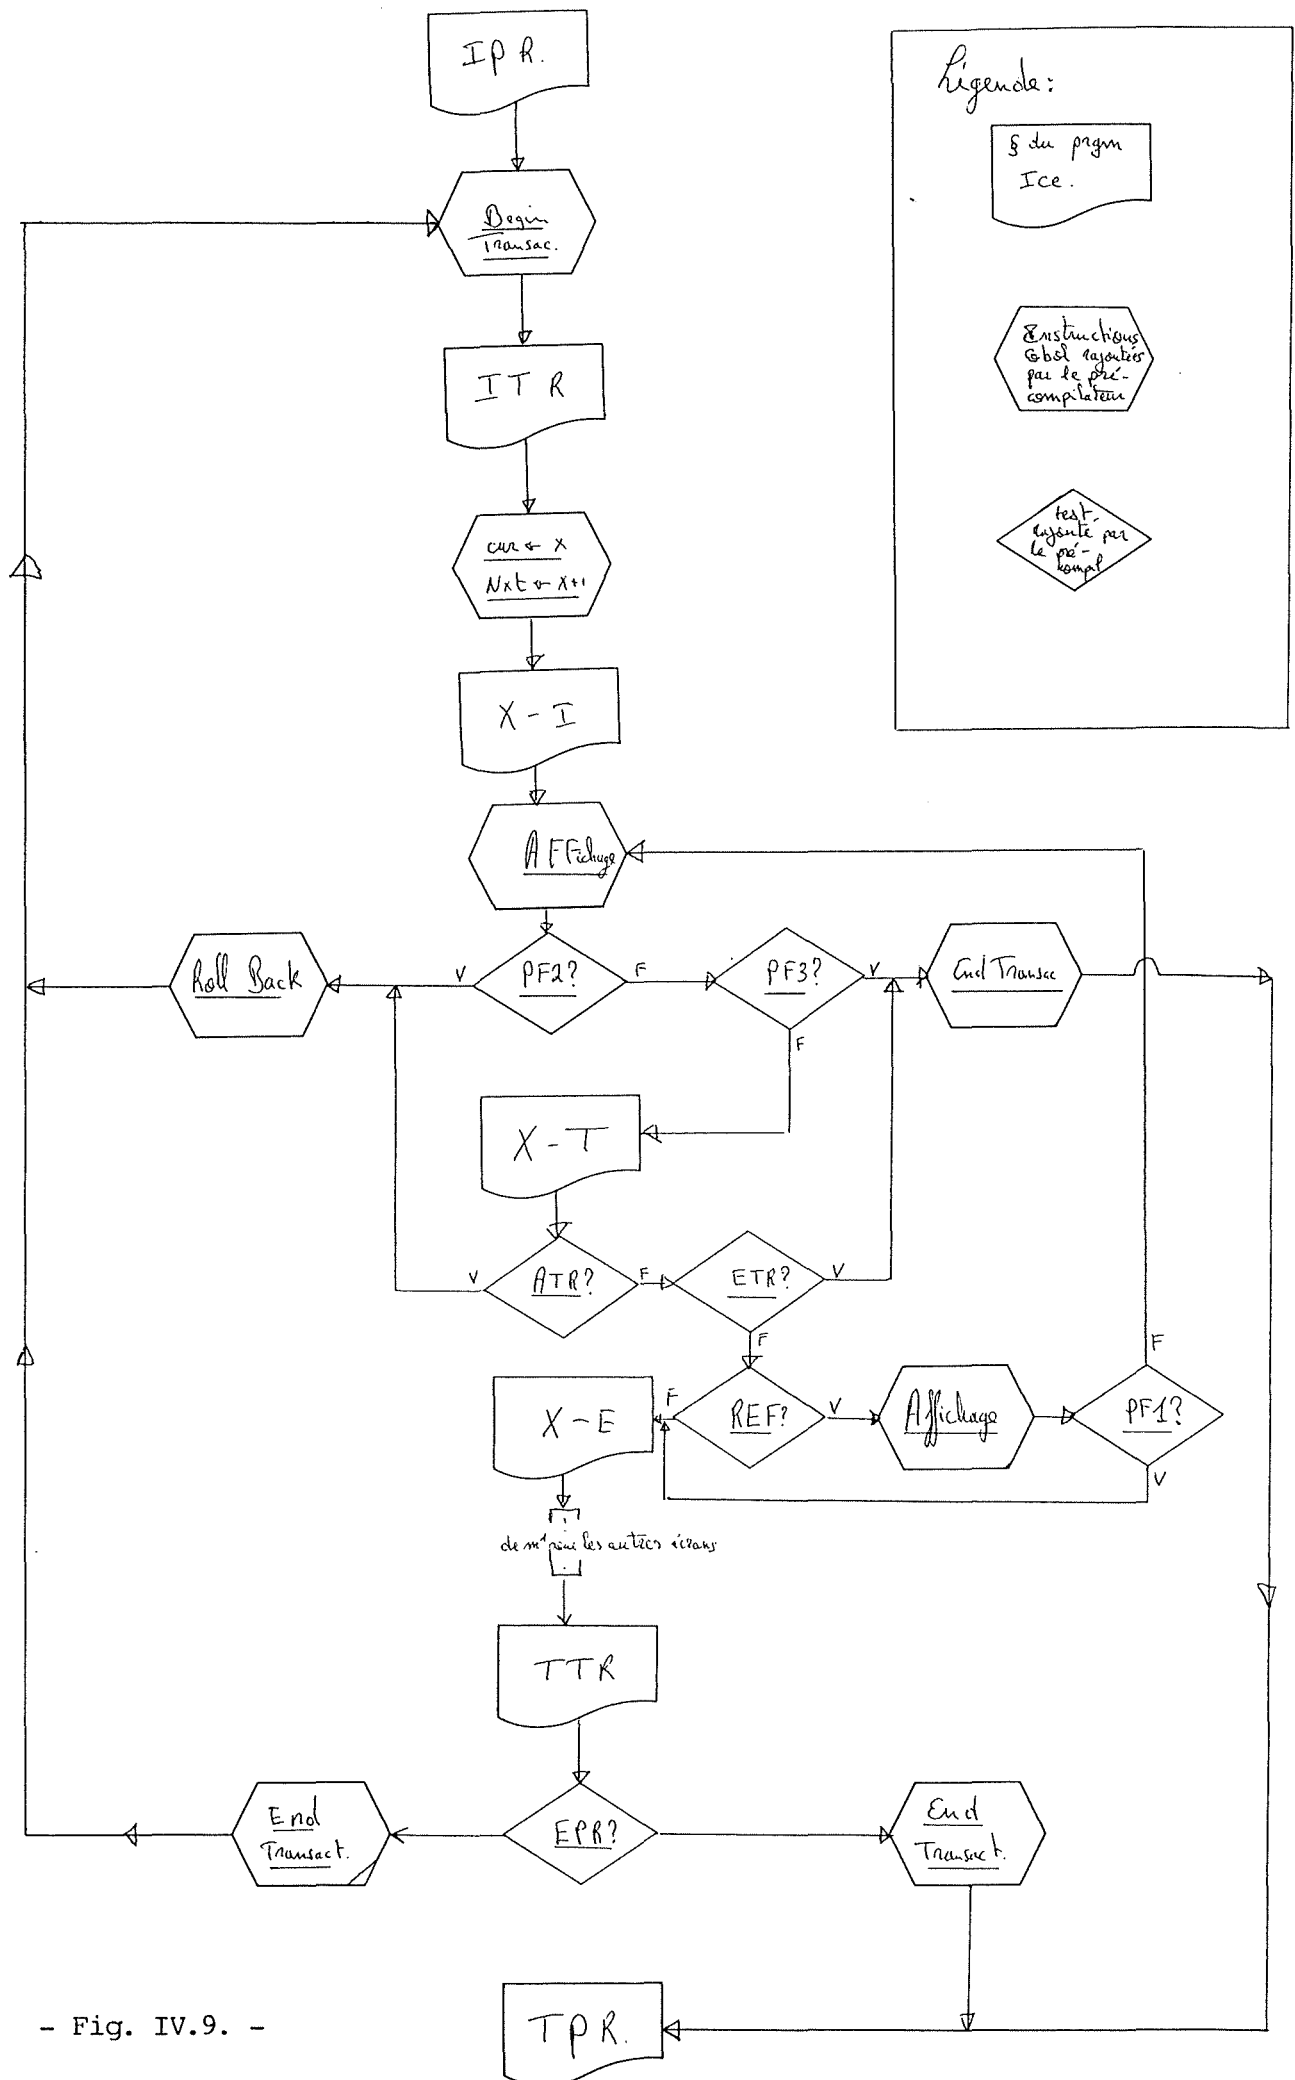 IPR.
Légende:
§ du prgm
Ice.
Begin
Transac.
Instructions
Cobol rajoutées
par le pré-
compilateur
ITR
test
rajouté par
le pré-
compil
cur ← X
Nxt ← X+1
X - I
AFFichage
Roll Back
V
PF2?
F
PF3?
V
End Transac
F
X - T
V
ATR?
F
ETR?
V
F
F
X - E
F
REF?
V
Affichage
PF1?
V
de m^ pour les autres écrans
TTR
End
Transact.
EPR?
End
Transact.
TPR.
- Fig. IV.9. -